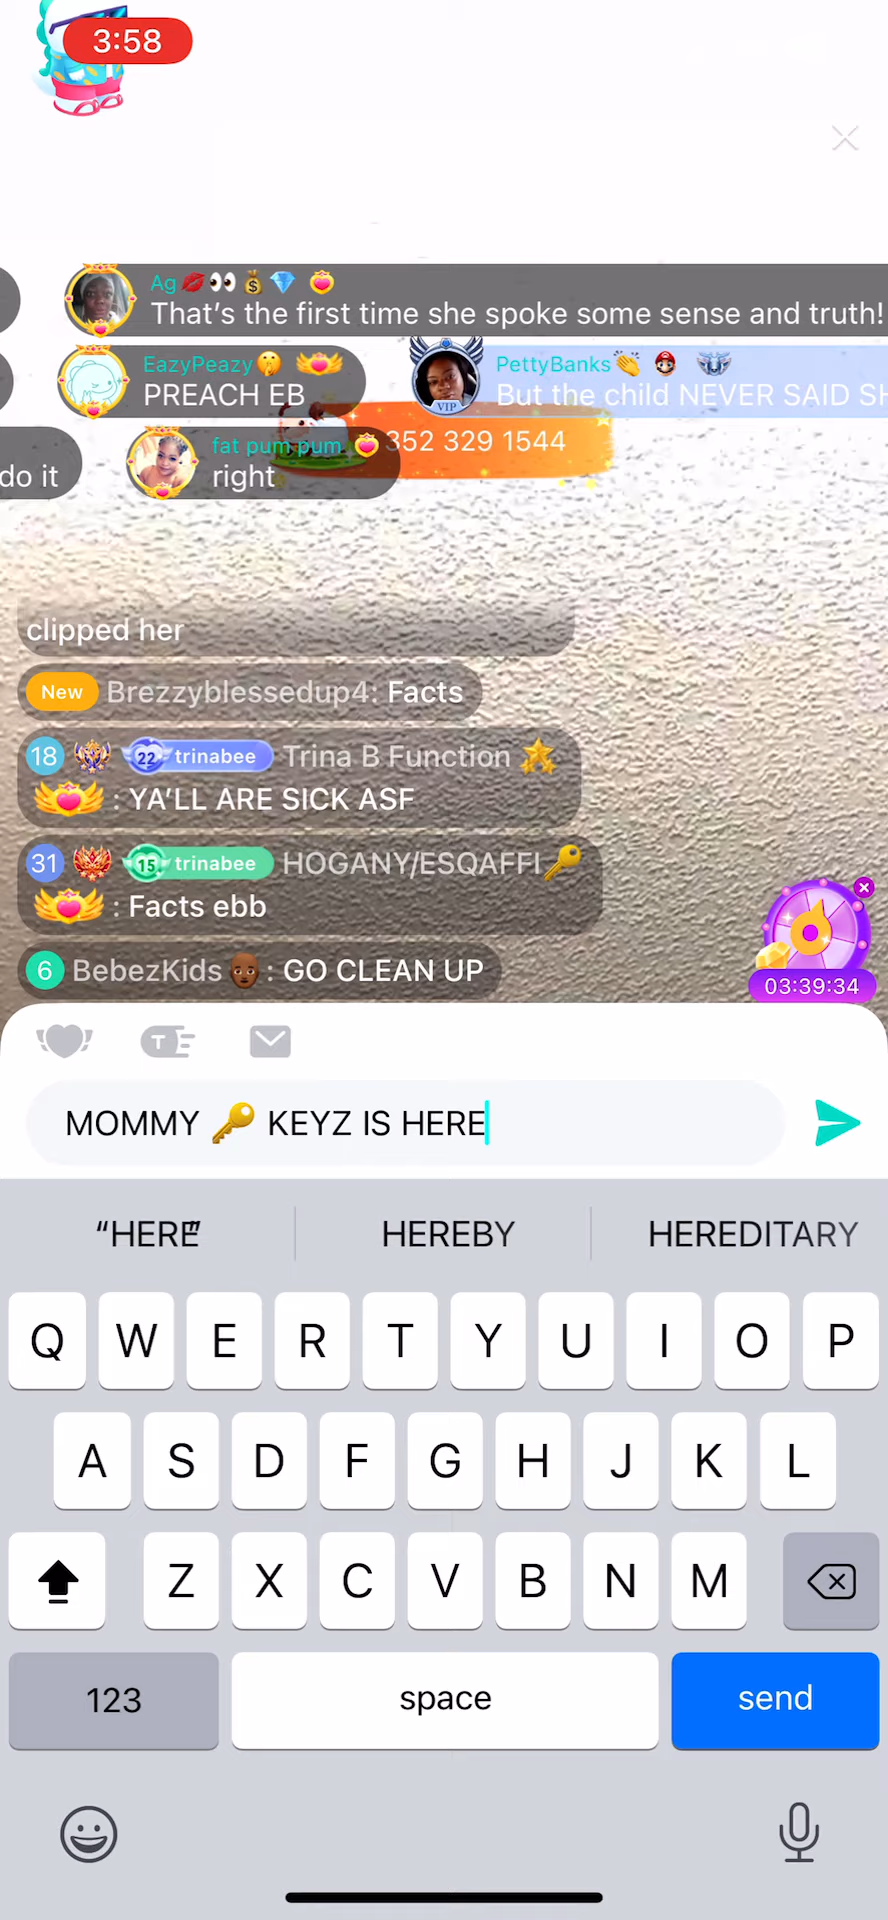 3:58
Ag💋👀💰💎
That's the first time she spoke some sense and truth!
EazyPeazy🤫
PREACH EB
PettyBanks👏
VIP
But the child NEVER SAID
fat pum pum
do it
right
352 329 1544
clipped her
New Brezzyblessedup4: Facts
18 22 trinabee Trina B Function
: YA'LL ARE SICK ASF
31 15 trinabee HOGANY/ESQAFFI🔑
: Facts ebb
6 BebezKids👨🏾‍🦲: GO CLEAN UP
03:39:34
MOMMY 🔑 KEYZ IS HERE
“HERE” HEREBY HEREDITARY
Q W E R T Y U I O P
A S D F G H J K L
Z X C V B N M
123 space send